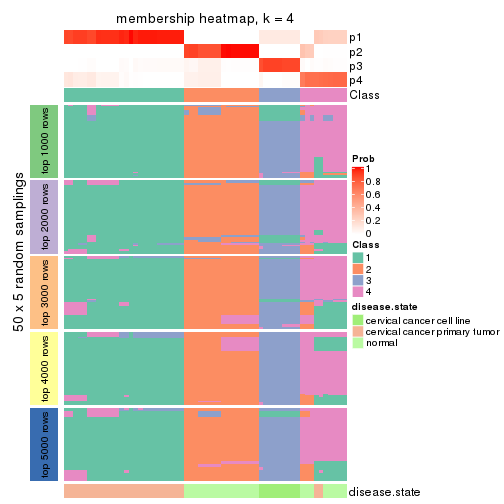 membership heatmap, k = 4
p1
p2
p3
p4
Class
50 x 5 random samplings
top 1000 rows
top 2000 rows
top 3000 rows
top 4000 rows
top 5000 rows
disease.state
Prob
1
0.8
0.6
0.4
0.2
0
Class
1
2
3
4
disease.state
cervical cancer cell line
cervical cancer primary tumor
normal